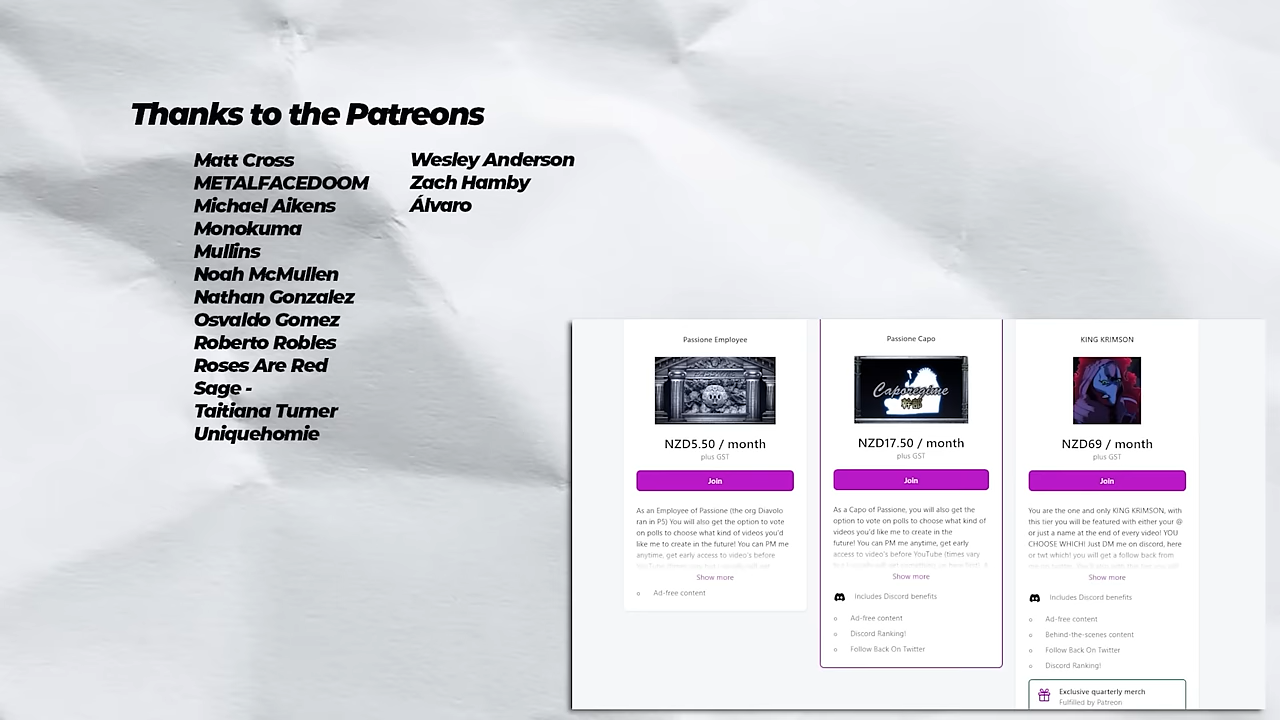 Thanks to the Patreons
Matt Cross
METALFACEDOOM
Michael Aikens
Monokuma
Mullins
Noah McMullen
Nathan Gonzalez
Osvaldo Gomez
Roberto Robles
Roses Are Red
Sage -
Taitiana Turner
Uniquehomie
Wesley Anderson
Zach Hamby
Álvaro
Passione Employee
NZD5.50 / month
plus GST
Join
As an Employee of Passione (the org Diavolo
ran in P5) You will also get the option to vote
on polls to choose what kind of videos you'd
like me to create in the future! You can PM me
anytime, get early access to video's before
Show more
Ad-free content
Passione Capo
Caporegime
幹部
NZD17.50 / month
plus GST
Join
As a Capo of Passione, you will also get the
option to vote on polls to choose what kind of
videos you'd like me to create in the
future! You can PM me anytime, get early
access to video's before YouTube (times vary
Show more
Includes Discord benefits
Ad-free content
Discord Ranking!
Follow Back On Twitter
KING KRIMSON
NZD69 / month
plus GST
Join
You are the one and only KING KRIMSON, with
this tier you will be featured with either your @
or just a name at the end of every video! YOU
CHOOSE WHICH! Just DM me on discord, here
or twt which! you will get a follow back from
Show more
Includes Discord benefits
Ad-free content
Behind-the-scenes content
Follow Back On Twitter
Discord Ranking!
Exclusive quarterly merch
Fulfilled by Patreon